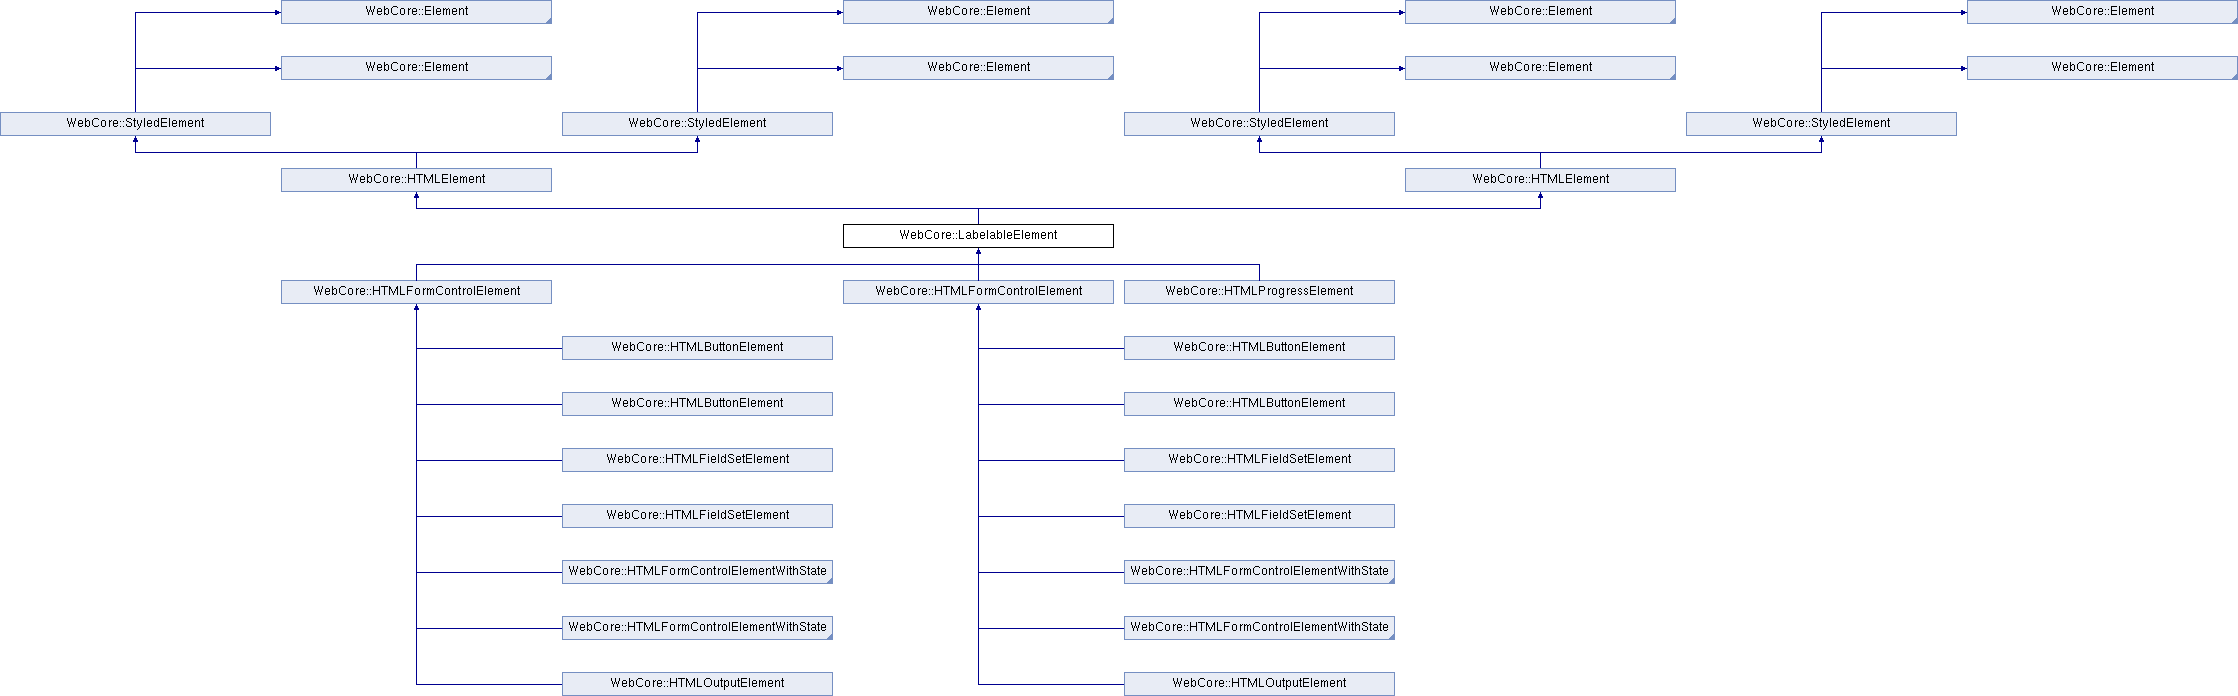 WebCore::Element
WebCore::Element
WebCore::Element
WebCore::Element
WebCore::Element
WebCore::Element
WebCore::Element
WebCore::Element
WebCore::StyledElement
WebCore::StyledElement
WebCore::StyledElement
WebCore::StyledElement
WebCore::HTMLElement
WebCore::HTMLElement
WebCore::LabelableElement
WebCore::HTMLFormControlElement
WebCore::HTMLFormControlElement
WebCore::HTMLProgressElement
WebCore::HTMLButtonElement
WebCore::HTMLButtonElement
WebCore::HTMLButtonElement
WebCore::HTMLButtonElement
WebCore::HTMLFieldSetElement
WebCore::HTMLFieldSetElement
WebCore::HTMLFieldSetElement
WebCore::HTMLFieldSetElement
WebCore::HTMLFormControlElementWithState
WebCore::HTMLFormControlElementWithState
WebCore::HTMLFormControlElementWithState
WebCore::HTMLFormControlElementWithState
WebCore::HTMLOutputElement
WebCore::HTMLOutputElement